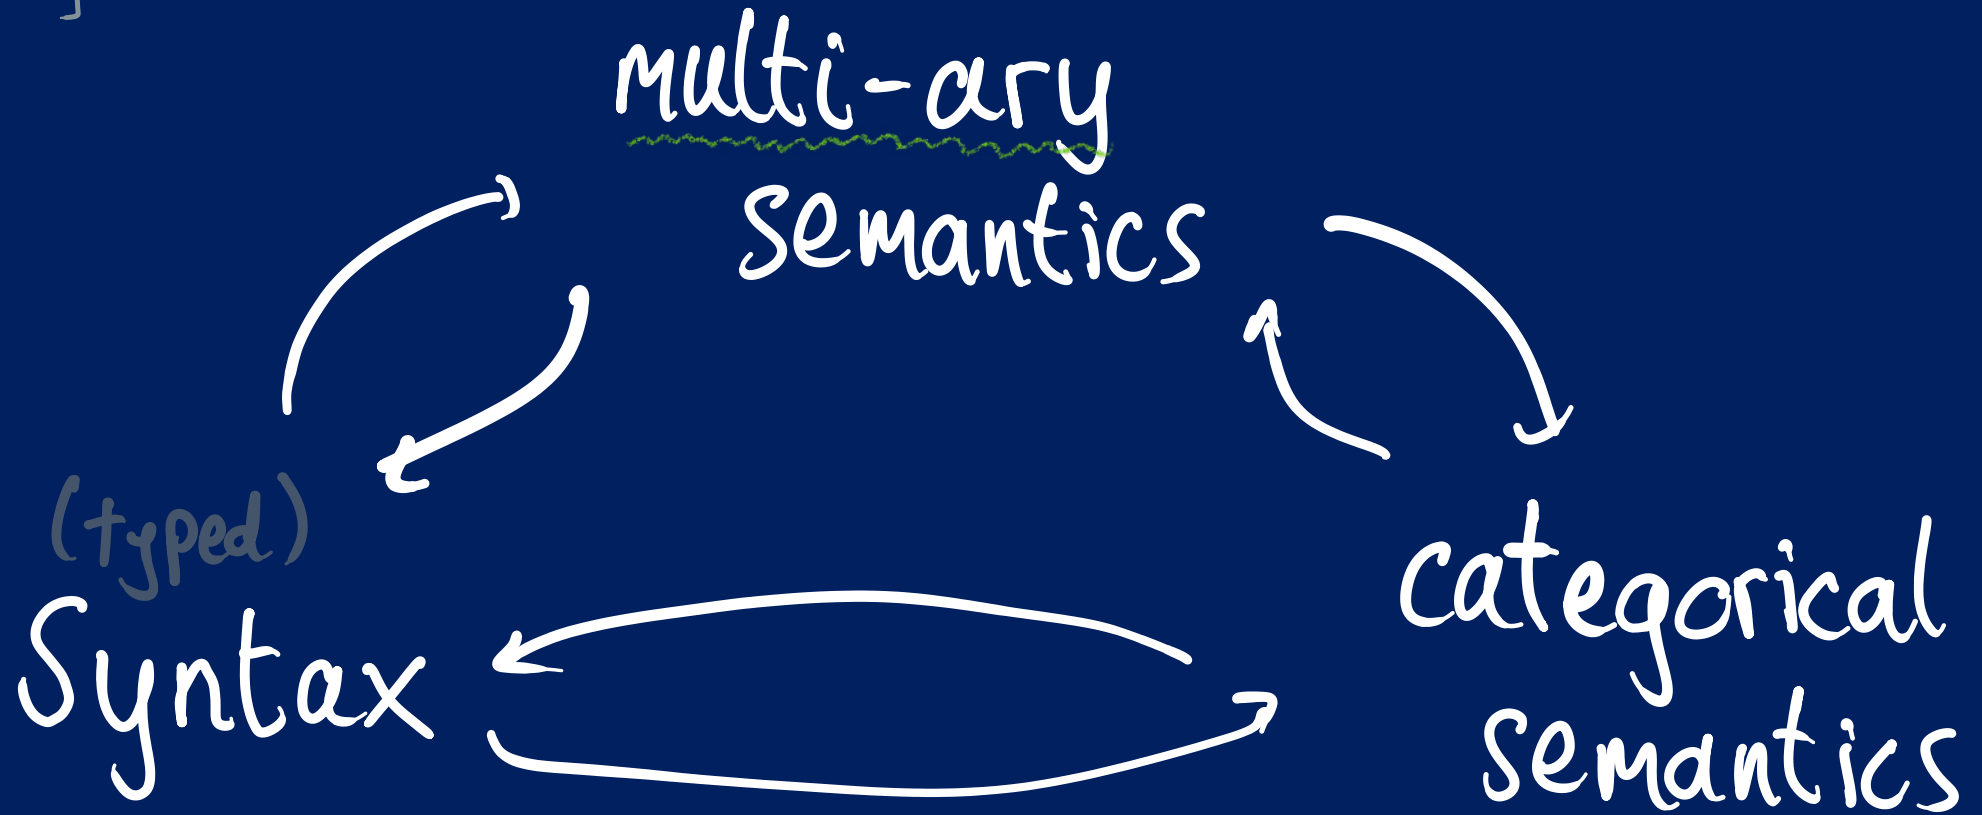 multi-ary
semantics
(typed)
Syntax
categorical
semantics